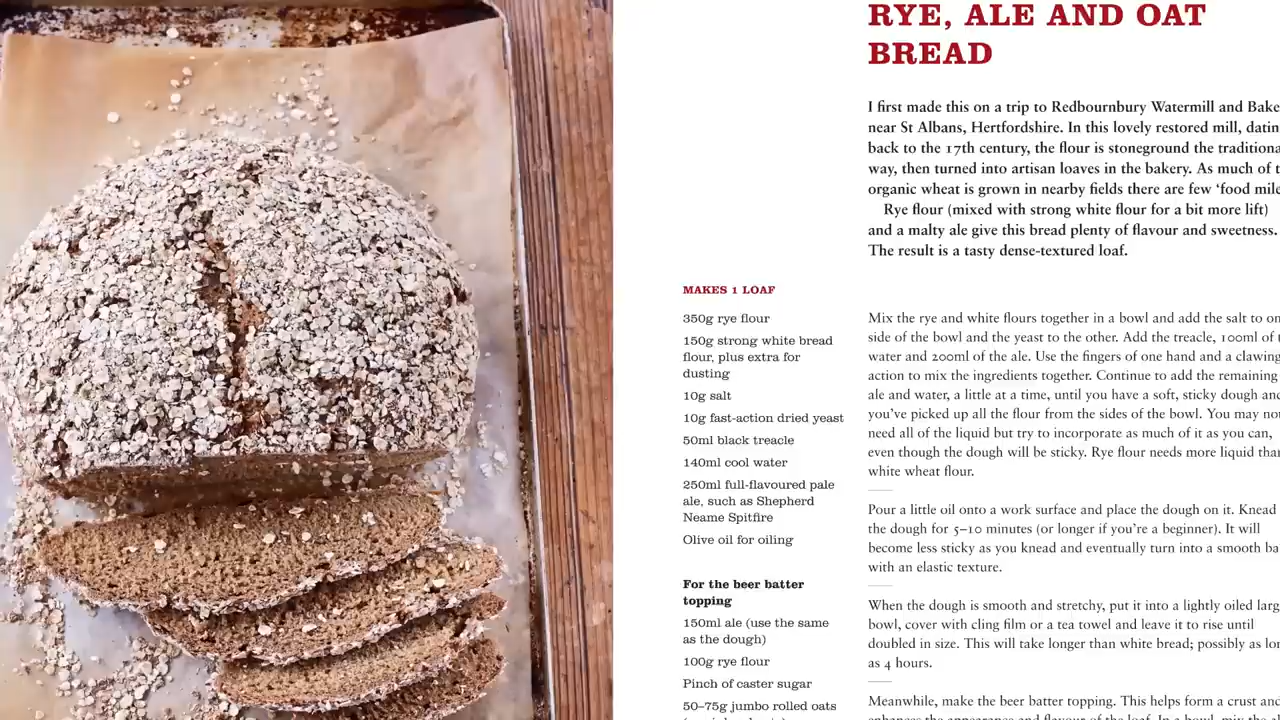 RYE, ALE AND OAT
BREAD
I first made this on a trip to Redbournbury Watermill and Bake
near St Albans, Hertfordshire. In this lovely restored mill, datin
back to the 17th century, the flour is stoneground the traditiona
way, then turned into artisan loaves in the bakery. As much of t
organic wheat is grown in nearby fields there are few ‘food mile
Rye flour (mixed with strong white flour for a bit more lift)
and a malty ale give this bread plenty of flavour and sweetness.
The result is a tasty dense-textured loaf.
MAKES 1 LOAF
350g rye flour
150g strong white bread
flour, plus extra for
dusting
10g salt
10g fast-action dried yeast
50ml black treacle
140ml cool water
250ml full-flavoured pale
ale, such as Shepherd
Neame Spitfire
Olive oil for oiling
For the beer batter
topping
150ml ale (use the same
as the dough)
100g rye flour
Pinch of caster sugar
50–75g jumbo rolled oats
Mix the rye and white flours together in a bowl and add the salt to on
side of the bowl and the yeast to the other. Add the treacle, 100ml of t
water and 200ml of the ale. Use the fingers of one hand and a clawing
action to mix the ingredients together. Continue to add the remaining
ale and water, a little at a time, until you have a soft, sticky dough and
you’ve picked up all the flour from the sides of the bowl. You may no
need all of the liquid but try to incorporate as much of it as you can,
even though the dough will be sticky. Rye flour needs more liquid than
white wheat flour.
Pour a little oil onto a work surface and place the dough on it. Knead
the dough for 5–10 minutes (or longer if you’re a beginner). It will
become less sticky as you knead and eventually turn into a smooth ba
with an elastic texture.
When the dough is smooth and stretchy, put it into a lightly oiled larg
bowl, cover with cling film or a tea towel and leave it to rise until
doubled in size. This will take longer than white bread; possibly as lon
as 4 hours.
Meanwhile, make the beer batter topping. This helps form a crust and